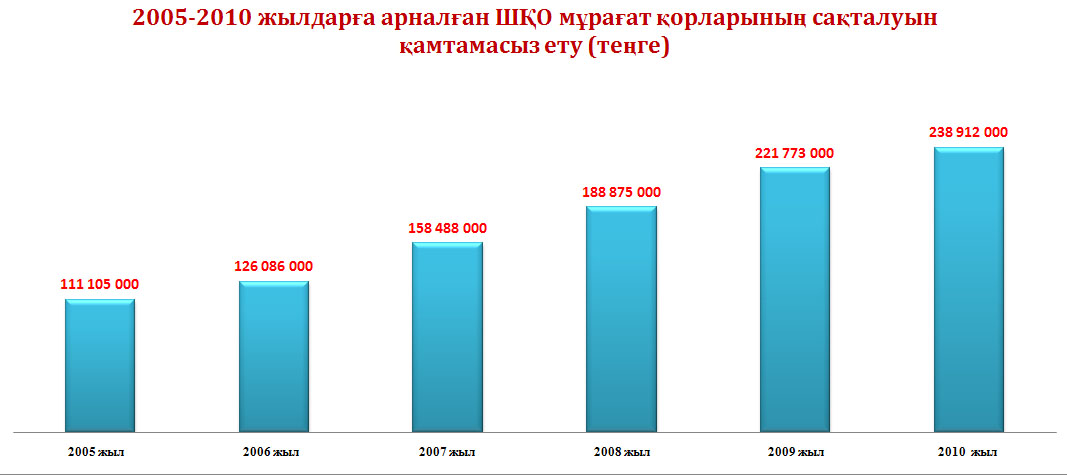 2005-2010 жылдарға арналған ШҚО мұрағат қорларының сақталуын
қамтамасыз ету (теңге)
238 912 000
221 773 000
188 875 000
158 488 000
126 086 000
111 105 000
2005 жыл
2006 жыл
2007 жыл
2008 жыл
2009 жыл
2010 жыл